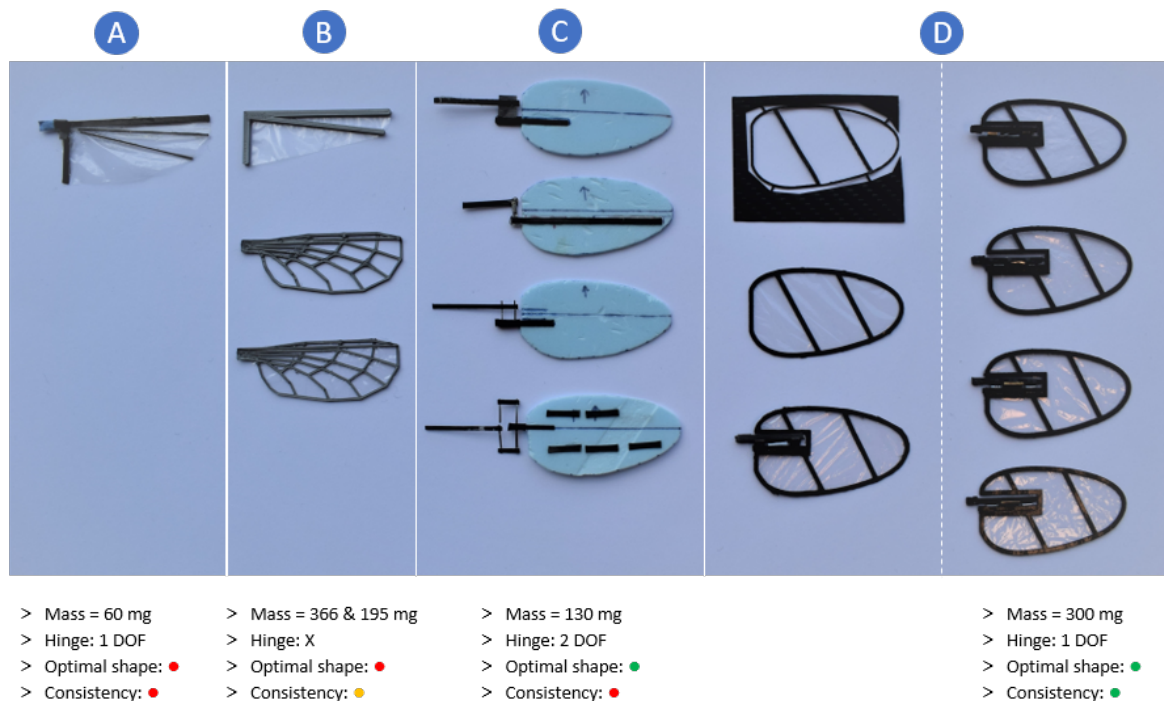 A
B
C
D
> Mass = 60 mg
> Hinge: 1 DOF
> Optimal shape:
> Consistency:
> Mass = 366 & 195 mg
> Hinge: X
> Optimal shape:
> Consistency:
> Mass = 130 mg
> Hinge: 2 DOF
> Optimal shape:
> Consistency:
> Mass = 300 mg
> Hinge: 1 DOF
> Optimal shape:
> Consistency: